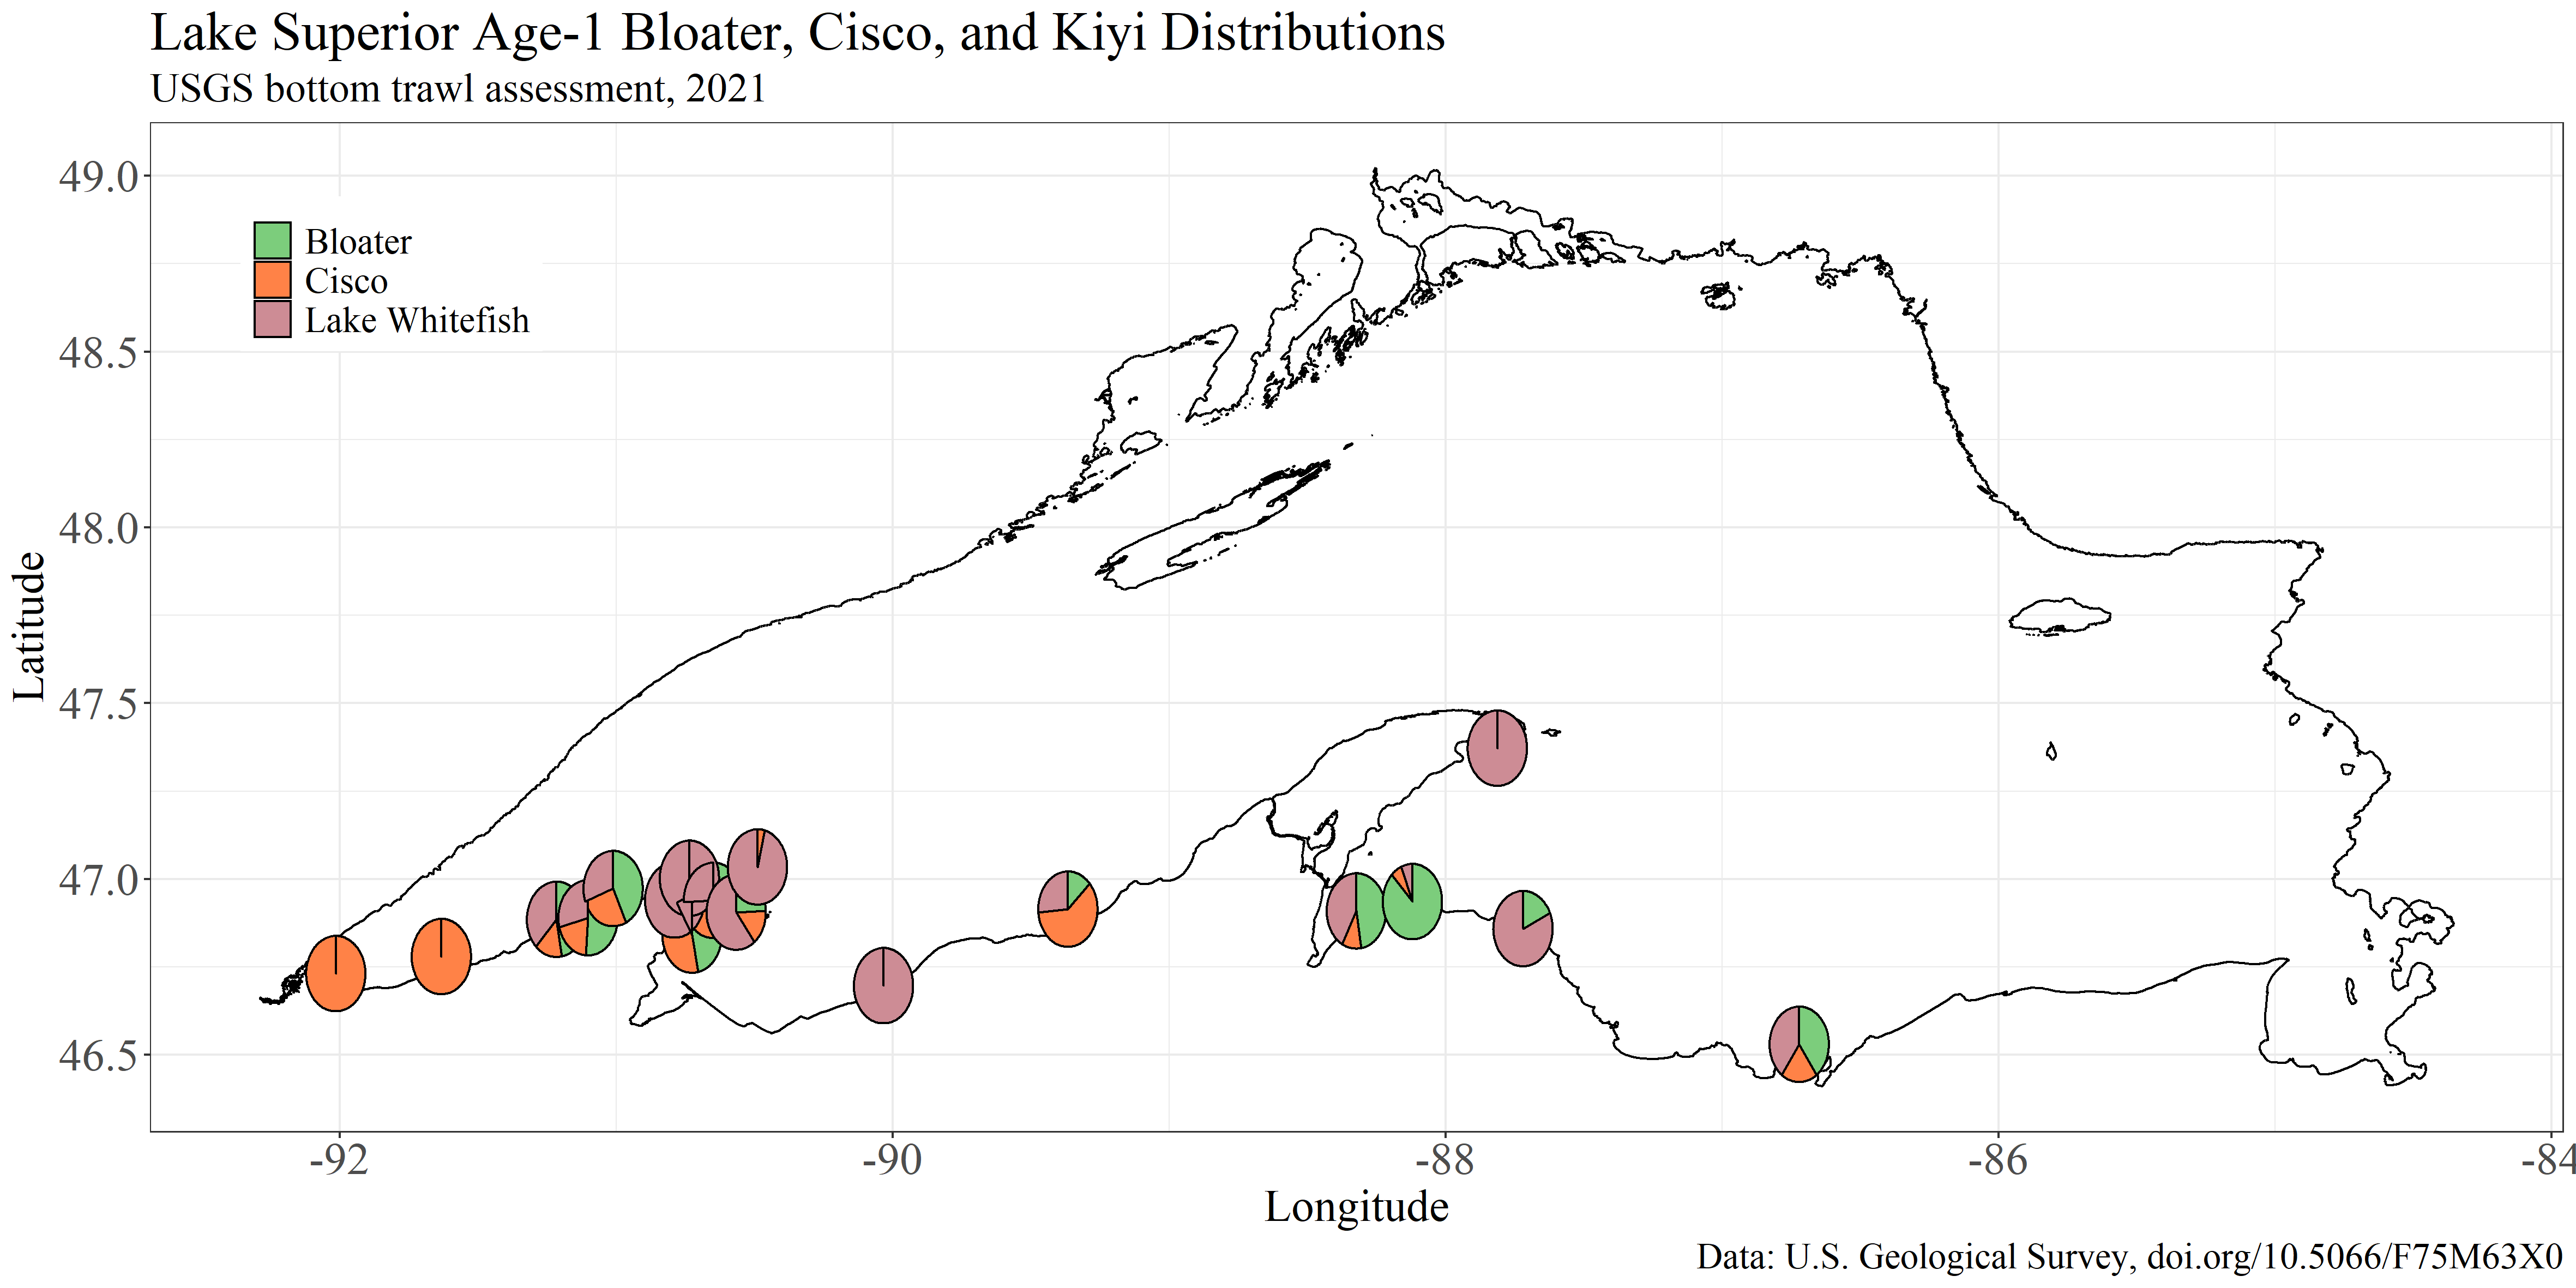 Lake Superior Age-1 Bloater, Cisco, and Kiyi Distributions
USGS bottom trawl assessment, 2021
Bloater
Cisco
Lake Whitefish
49.0
48.5
48.0
47.5
47.0
46.5
Latitude
-92
-90
-88
-86
-84
Longitude
Data: U.S. Geological Survey, doi.org/10.5066/F75M63X0